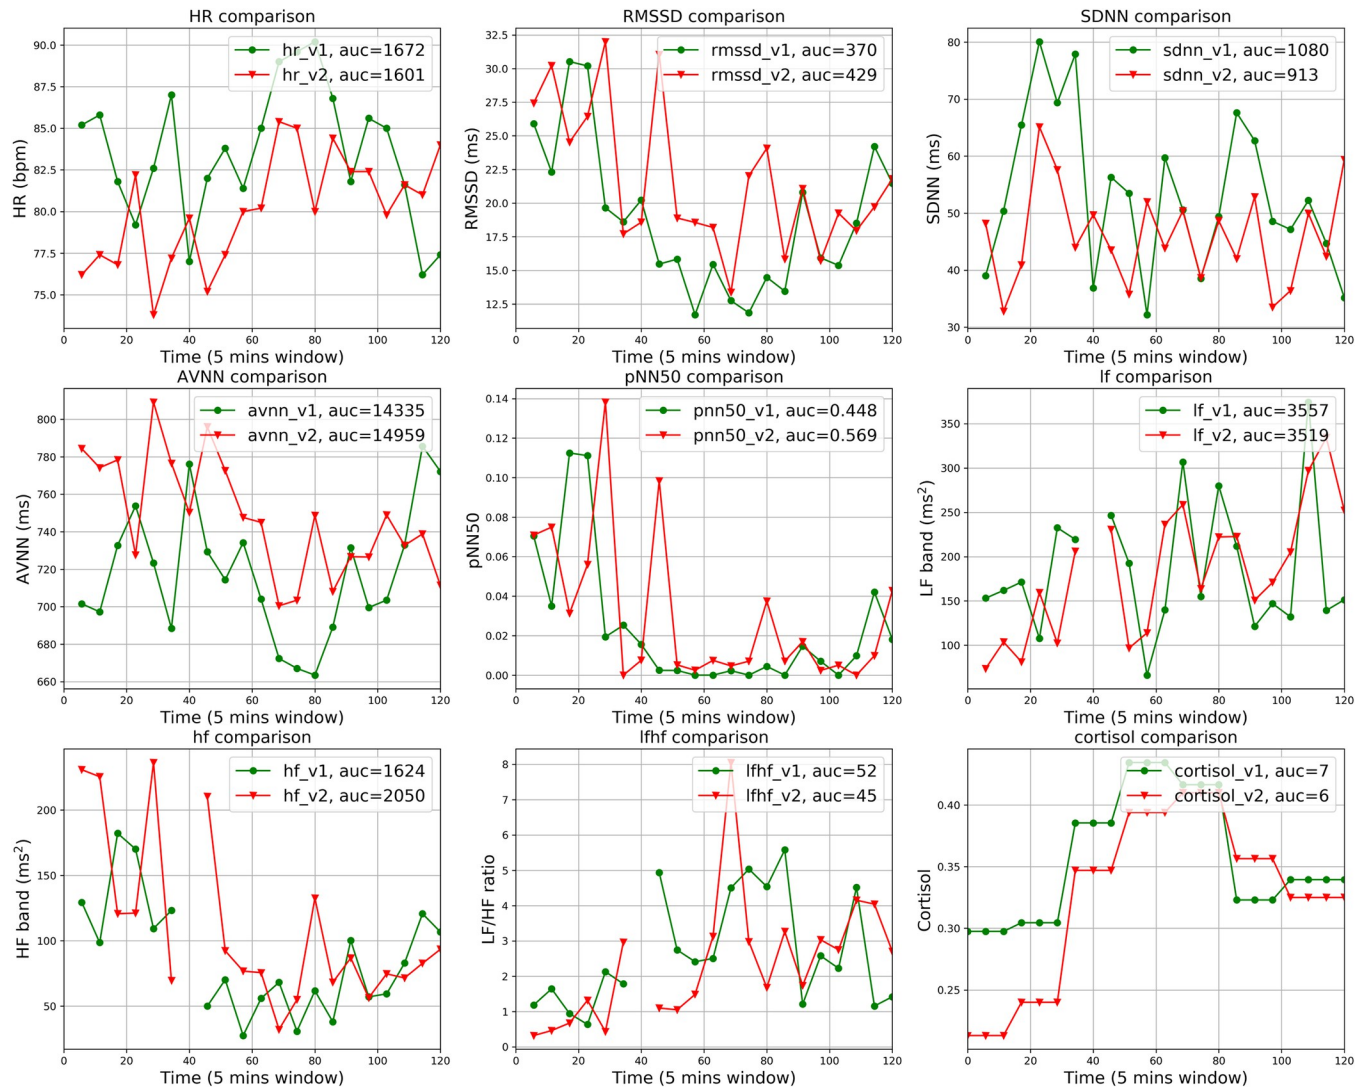 HR comparison
HR (bpm)
90.0
87.5
85.0
82.5
80.0
77.5
75.0
hr_v1, auc=1672
hr_v2, auc=1601
0 20 40 60 80 100 120
Time (5 mins window)
RMSSD comparison
RMSSD (ms)
32.5
30.0
27.5
25.0
22.5
20.0
17.5
15.0
12.5
rmssd_v1, auc=370
rmssd_v2, auc=429
0 20 40 60 80 100 120
Time (5 mins window)
SDNN comparison
SDNN (ms)
80
70
60
50
40
30
sdnn_v1, auc=1080
sdnn_v2, auc=913
0 20 40 60 80 100 120
Time (5 mins window)
AVNN comparison
AVNN (ms)
800
780
760
740
720
700
680
660
avnn_v1, auc=14335
avnn_v2, auc=14959
0 20 40 60 80 100 120
Time (5 mins window)
pNN50 comparison
pNN50
0.14
0.12
0.10
0.08
0.06
0.04
0.02
0.00
pnn50_v1, auc=0.448
pnn50_v2, auc=0.569
0 20 40 60 80 100 120
Time (5 mins window)
lf comparison
LF band (ms²)
350
300
250
200
150
100
lf_v1, auc=3557
lf_v2, auc=3519
0 20 40 60 80 100 120
Time (5 mins window)
hf comparison
HF band (ms²)
200
150
100
50
hf_v1, auc=1624
hf_v2, auc=2050
0 20 40 60 80 100 120
Time (5 mins window)
lfhf comparison
LF/HF ratio
8
7
6
5
4
3
2
1
0
lfhf_v1, auc=52
lfhf_v2, auc=45
0 20 40 60 80 100 120
Time (5 mins window)
cortisol comparison
Cortisol
0.40
0.35
0.30
0.25
cortisol_v1, auc=7
cortisol_v2, auc=6
0 20 40 60 80 100 120
Time (5 mins window)